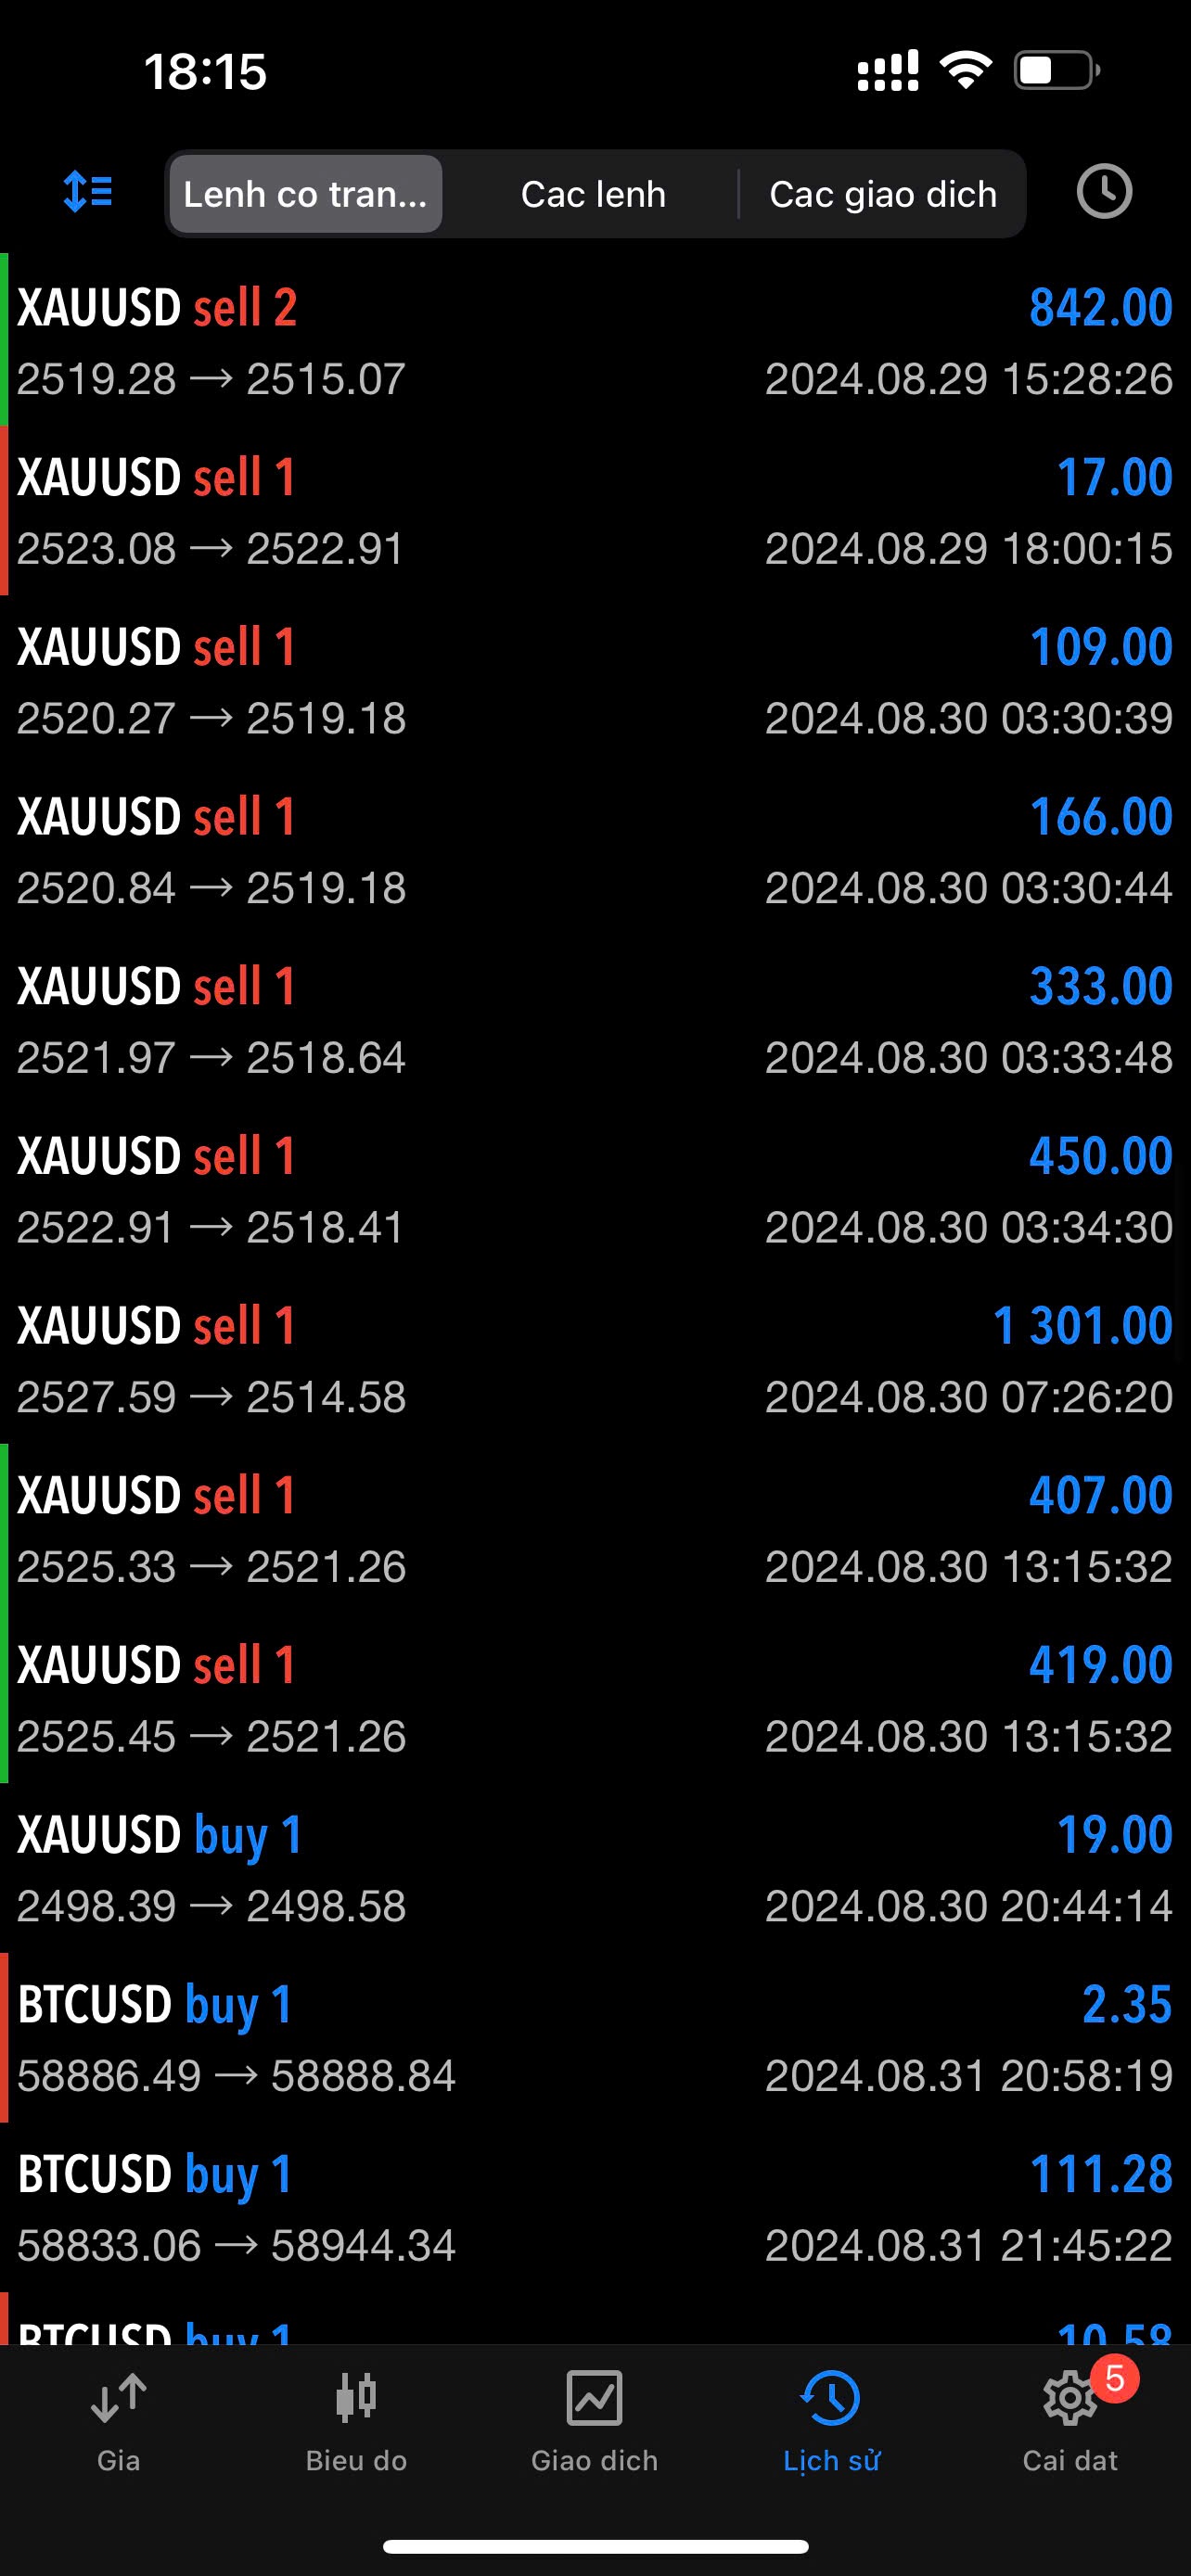 18:15
Lenh co tran...
Cac lenh
Cac giao dich
XAUUSD sell 2 842.00
2519.28 → 2515.07 2024.08.29 15:28:26
XAUUSD sell 1 17.00
2523.08 → 2522.91 2024.08.29 18:00:15
XAUUSD sell 1 109.00
2520.27 → 2519.18 2024.08.30 03:30:39
XAUUSD sell 1 166.00
2520.84 → 2519.18 2024.08.30 03:30:44
XAUUSD sell 1 333.00
2521.97 → 2518.64 2024.08.30 03:33:48
XAUUSD sell 1 450.00
2522.91 → 2518.41 2024.08.30 03:34:30
XAUUSD sell 1 1 301.00
2527.59 → 2514.58 2024.08.30 07:26:20
XAUUSD sell 1 407.00
2525.33 → 2521.26 2024.08.30 13:15:32
XAUUSD sell 1 419.00
2525.45 → 2521.26 2024.08.30 13:15:32
XAUUSD buy 1 19.00
2498.39 → 2498.58 2024.08.30 20:44:14
BTCUSD buy 1 2.35
58886.49 → 58888.84 2024.08.31 20:58:19
BTCUSD buy 1 111.28
58833.06 → 58944.34 2024.08.31 21:45:22
BTCUSD buy 1 10.58
5
Gia
Bieu do
Giao dich
Lịch sử
Cai dat